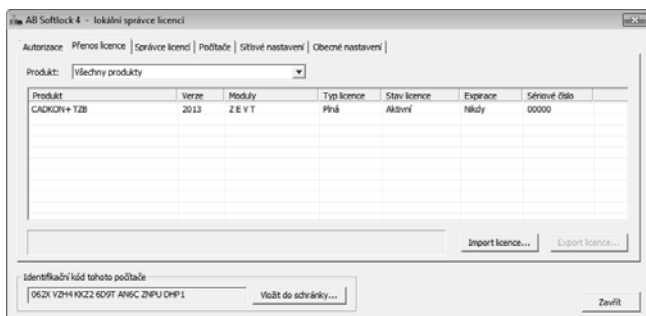 AB Softlock 4 - lokální správce licencí
Autorizace Přenos licence Správce licencí Počítače Síťové nastavení Obecné nastavení
Produkt: Všechny produkty
Produkt Verze Moduly Typ licence Stav licence Expirace Sériové číslo
CADKON+ TZB 2013 Z E V T Plná Aktivní Nikdy 00000
Import licence... Export licence...
Identifikační kód tohoto počítače
062X VZH4 KKZ2 6D9T AN6C ZNPU DHP1 Vložit do schránky...
Zavřít